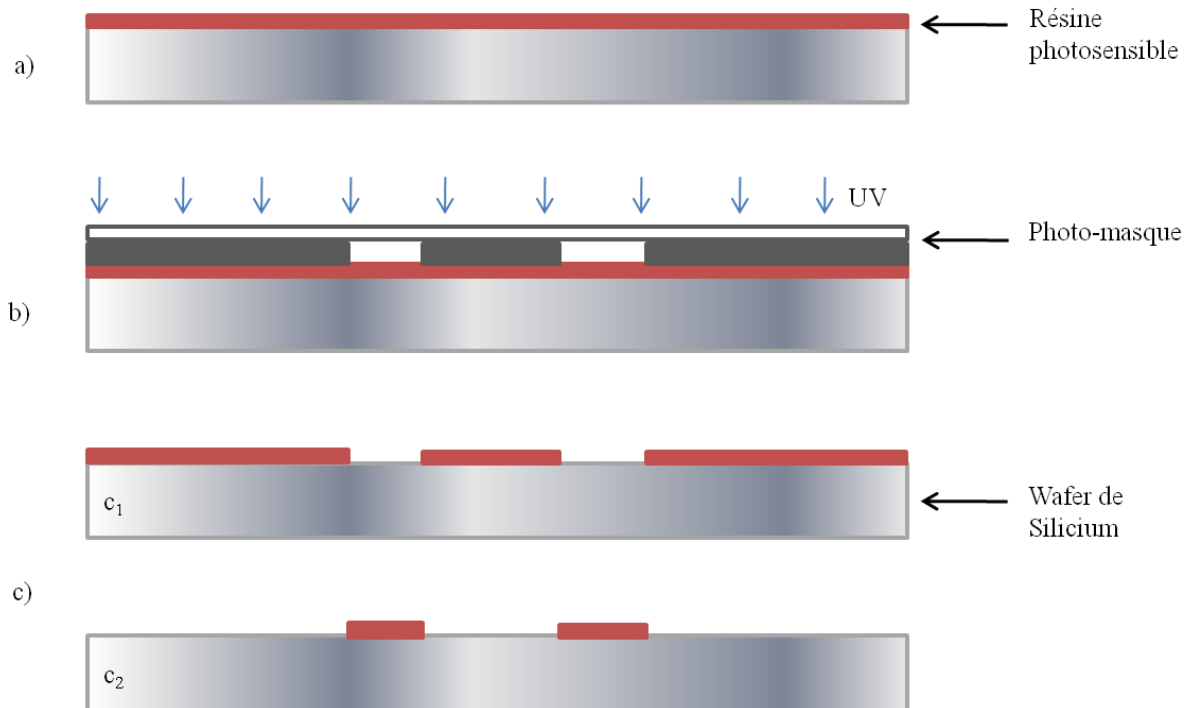 Résine
photosensible
a)
UV
Photo-masque
b)
c₁
Wafer de
Silicium
c)
c₂